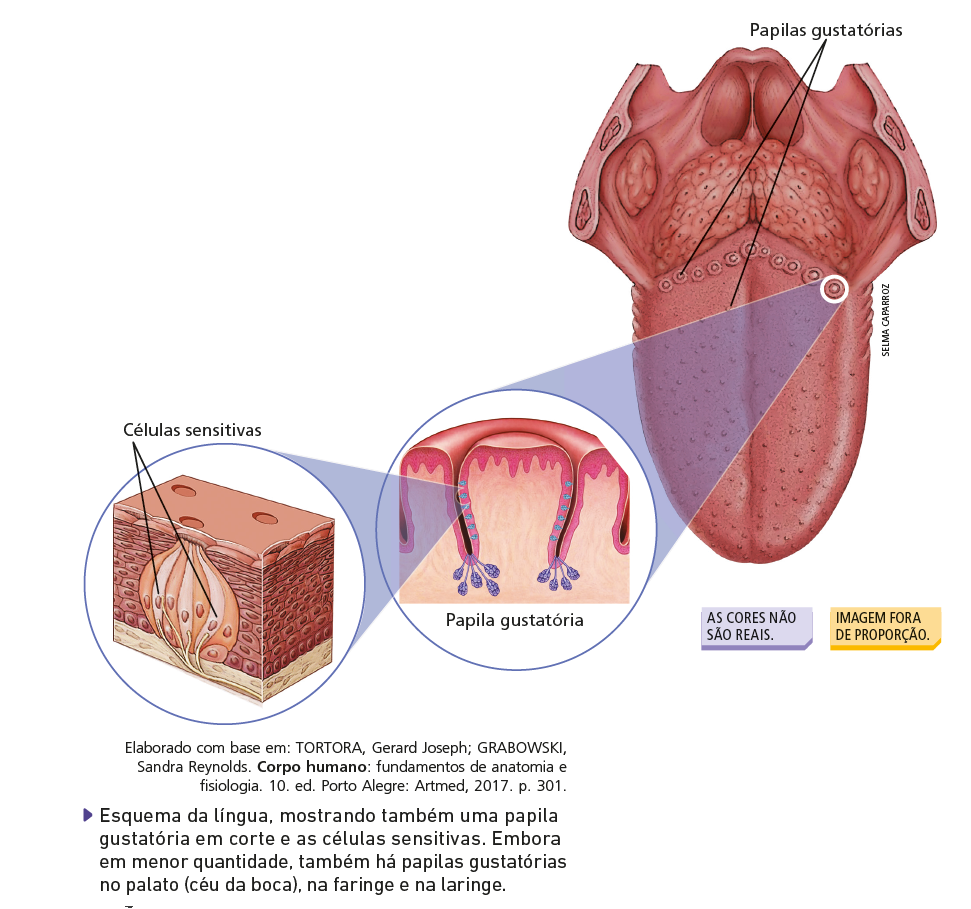 Papilas gustatórias
SELMA CAPARROZ
Células sensitivas
Papila gustatória
AS CORES NÃO
SÃO REAIS.
IMAGEM FORA
DE PROPORÇÃO.
Elaborado com base em: TORTORA, Gerard Joseph; GRABOWSKI,
Sandra Reynolds. Corpo humano: fundamentos de anatomia e
fisiologia. 10. ed. Porto Alegre: Artmed, 2017. p. 301.
Esquema da língua, mostrando também uma papila
gustatória em corte e as células sensitivas. Embora
em menor quantidade, também há papilas gustatórias
no palato (céu da boca), na faringe e na laringe.